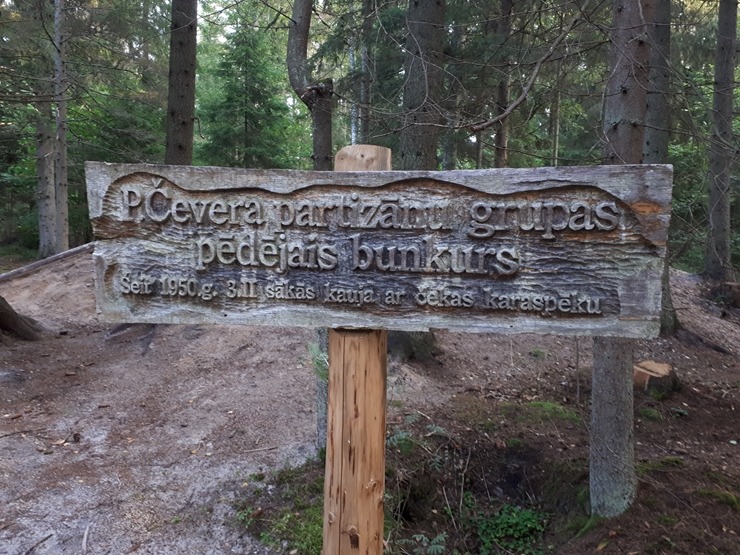 P.Čevera partizānu grupas
pēdējais bunkurs
Šeit 1950.g. 3.II sākās kauja ar čekas karaspēku